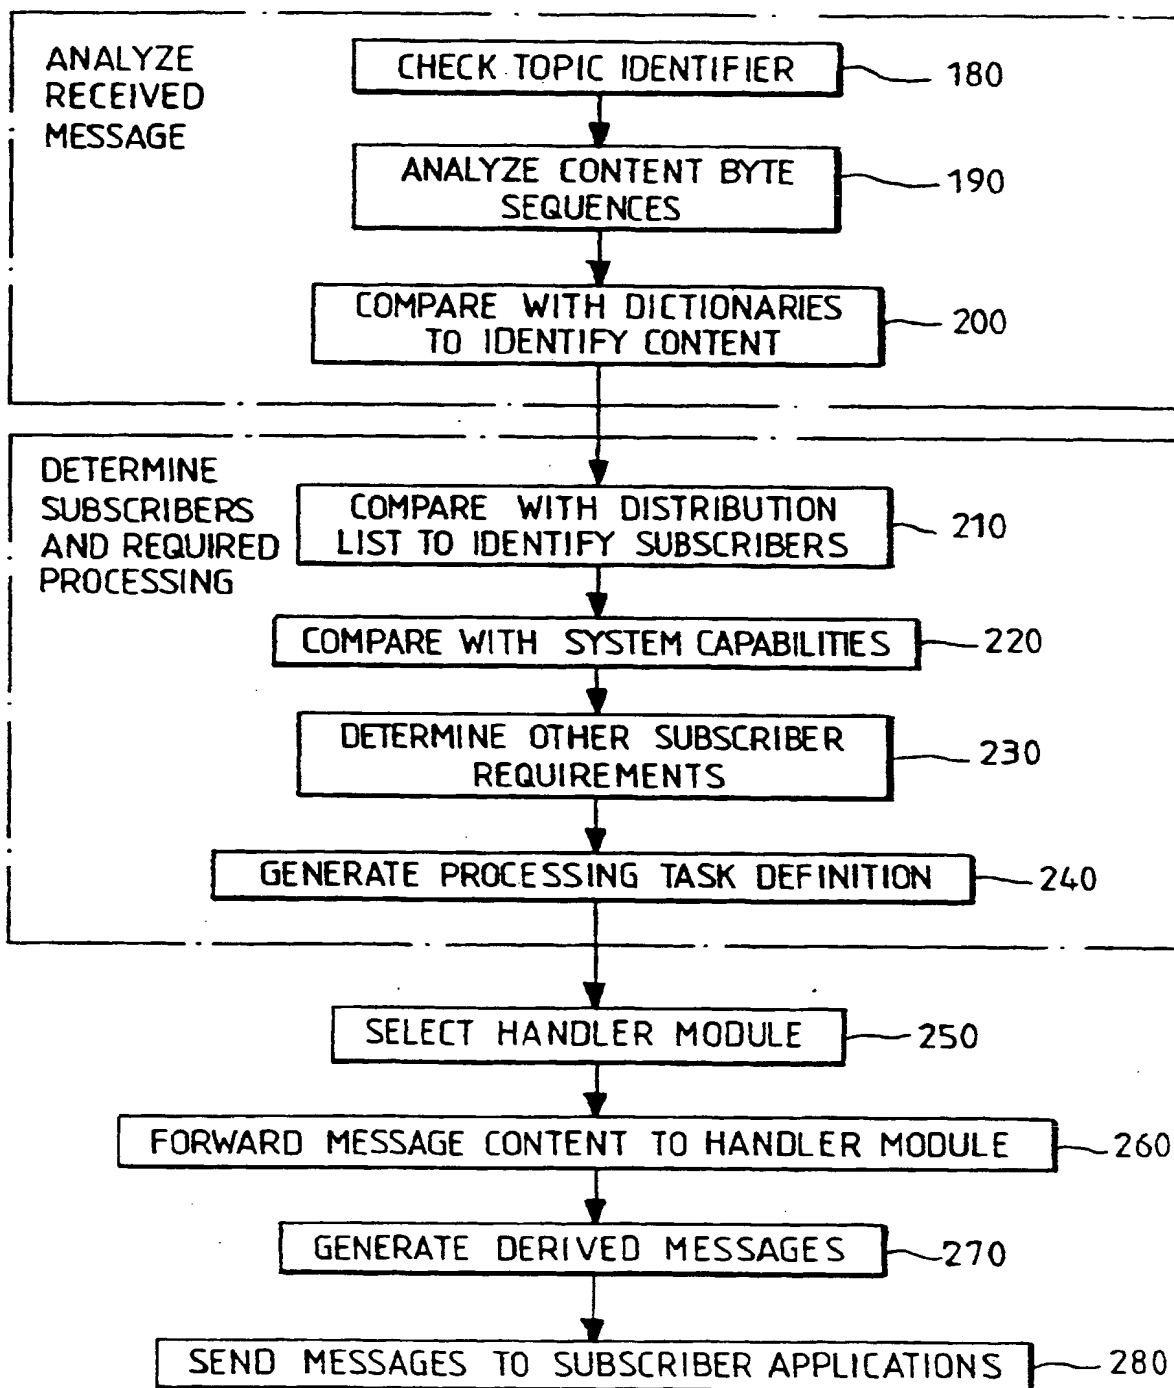 ANALYZE
RECEIVED
MESSAGE
CHECK TOPIC IDENTIFIER
180
ANALYZE CONTENT BYTE
SEQUENCES
190
COMPARE WITH DICTIONARIES
TO IDENTIFY CONTENT
200
DETERMINE
SUBSCRIBERS
AND REQUIRED
PROCESSING
COMPARE WITH DISTRIBUTION
LIST TO IDENTIFY SUBSCRIBERS
210
COMPARE WITH SYSTEM CAPABILITIES
220
DETERMINE OTHER SUBSCRIBER
REQUIREMENTS
230
GENERATE PROCESSING TASK DEFINITION
240
SELECT HANDLER MODULE
250
FORWARD MESSAGE CONTENT TO HANDLER MODULE
260
GENERATE DERIVED MESSAGES
270
SEND MESSAGES TO SUBSCRIBER APPLICATIONS
280